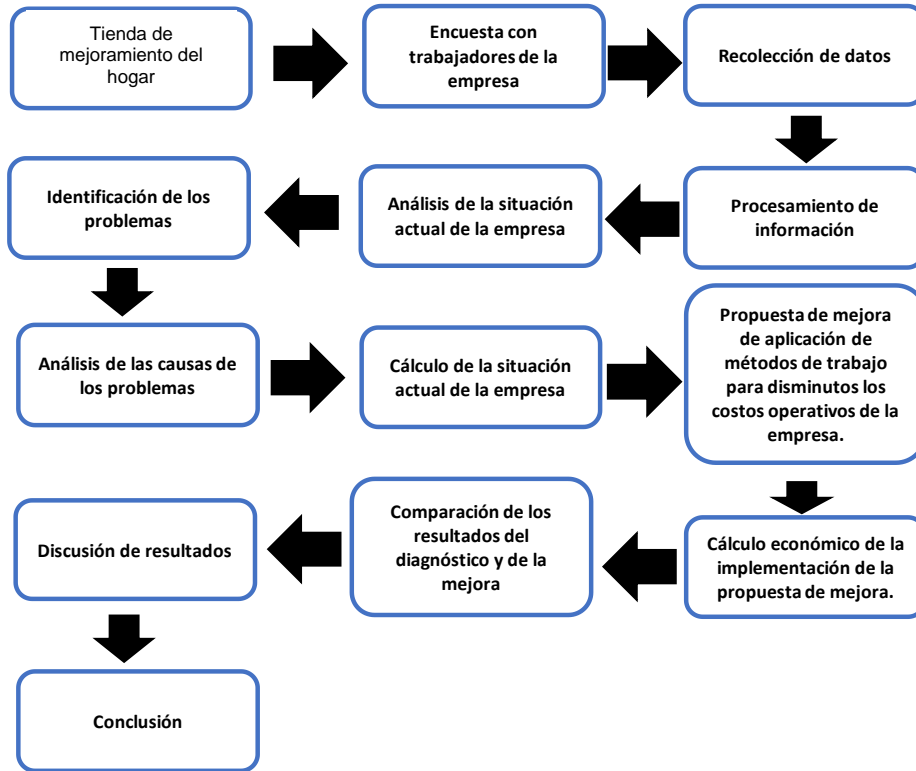 Tienda de
mejoramiento del
hogar
Encuesta con
trabajadores de la
empresa
Recolección de datos
Procesamiento de
información
Análisis de la situación
actual de la empresa
Identificación de los
problemas
Análisis de las causas de
los problemas
Cálculo de la situación
actual de la empresa
Propuesta de mejora
de aplicación de
métodos de trabajo
para disminutos los
costos operativos de la
empresa.
Cálculo económico de la
implementación de la
propuesta de mejora.
Comparación de los
resultados del
diagnóstico y de la
mejora
Discusión de resultados
Conclusión